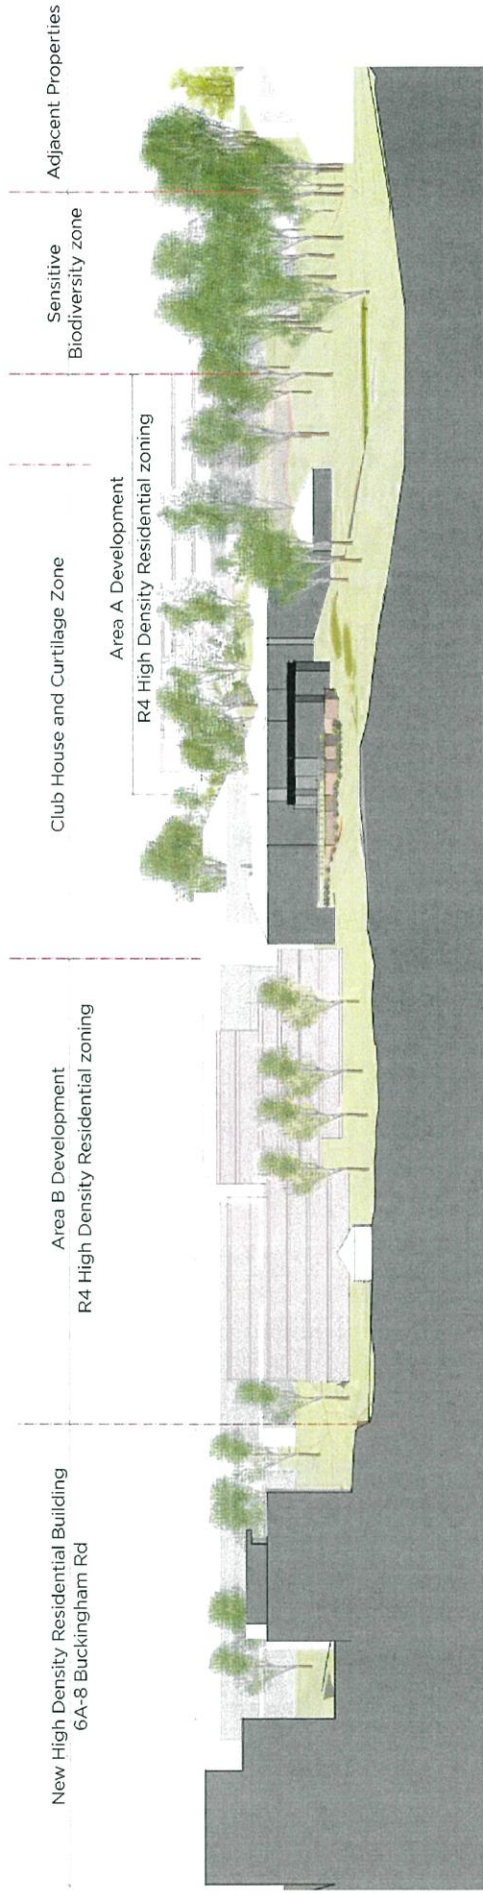 New High Density Residential Building
6A-8 Buckingham Rd
Area B Development
R4 High Density Residential zoning
Club House and Curtilage Zone
Area A Development
R4 High Density Residential zoning
Sensitive
Biodiversity zone
Adjacent Properties